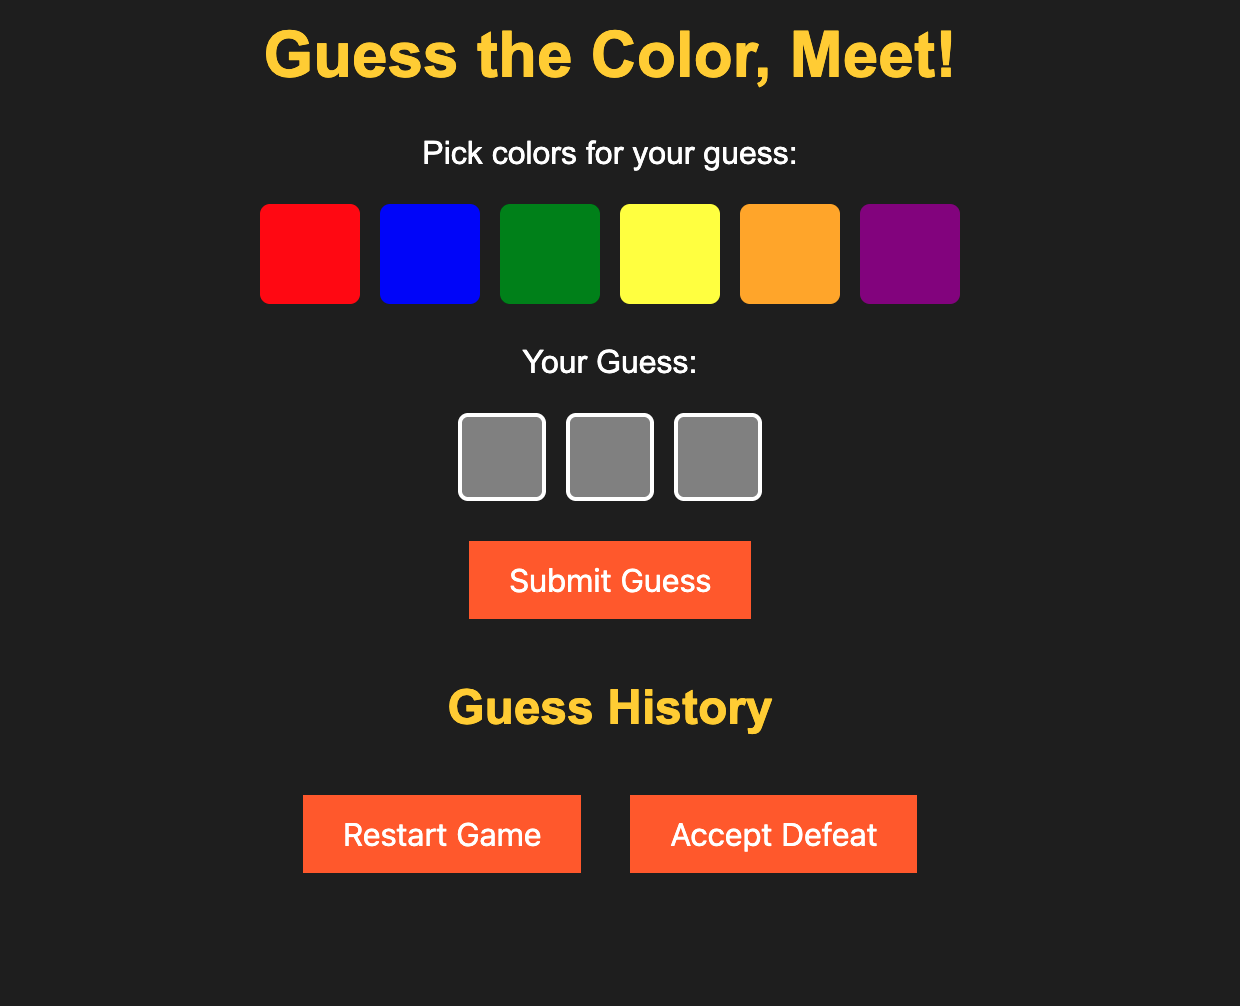 Guess the Color, Meet!
Pick colors for your guess:
Your Guess:
Submit Guess
Guess History
Restart Game
Accept Defeat